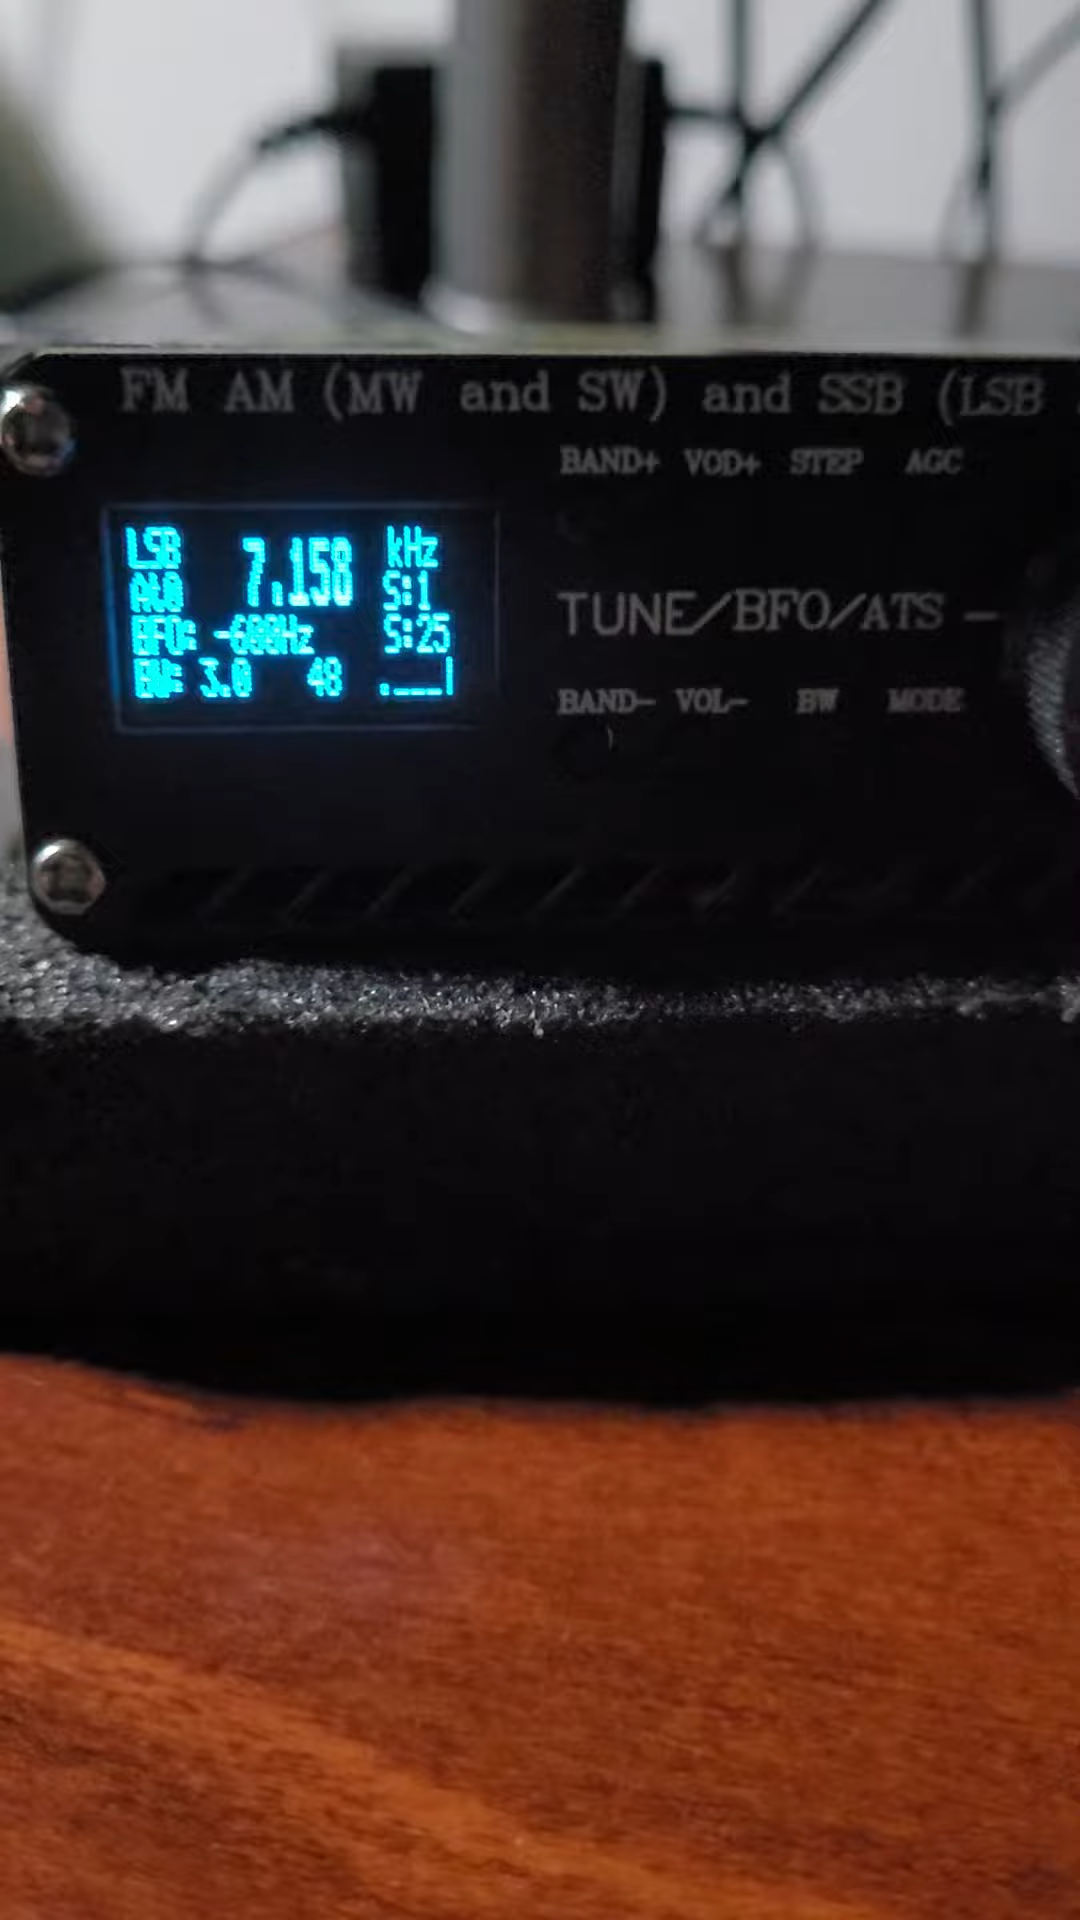 FM AM (MW and SW) and SSB (LSB
BAND+ VOD+ STEP AGC
LSB 7.158 kHz
S:1
BFO: -600Hz S:25
BW: 3.0 48
TUNE/BFO/ATS -
BAND- VOL- BW MODE